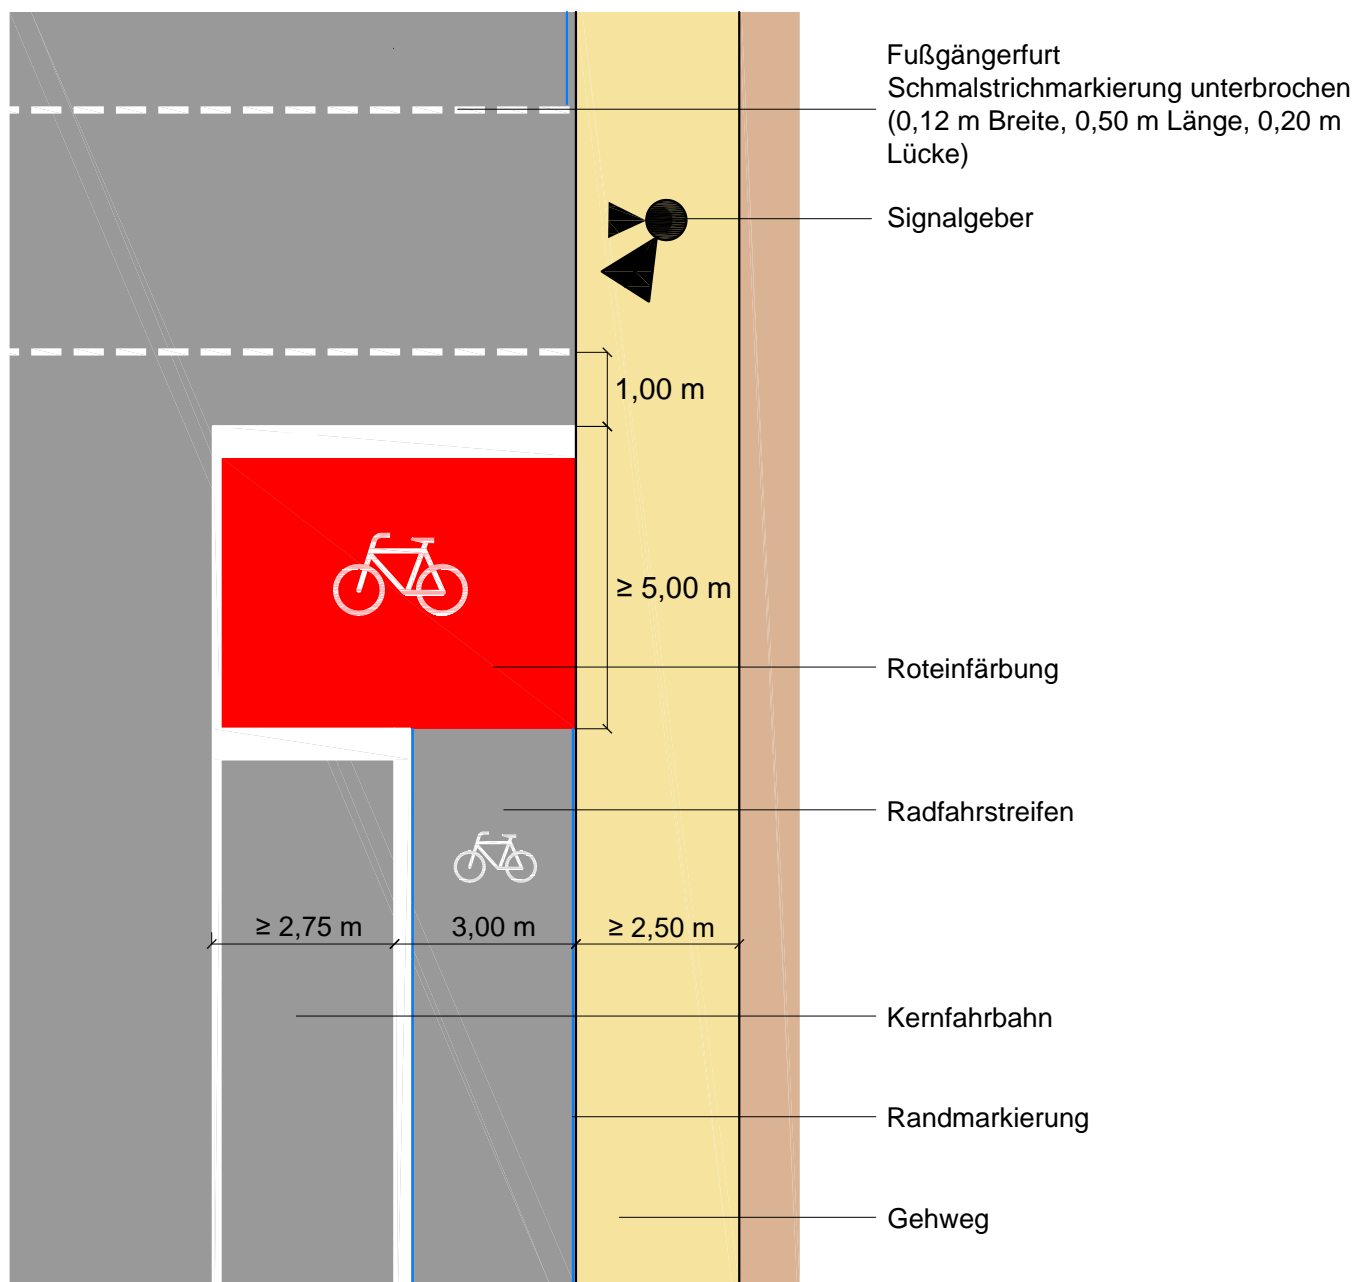 Fußgängerfurt
Schmalstrichmarkierung unterbrochen
(0,12 m Breite, 0,50 m Länge, 0,20 m
Lücke)
Signalgeber
1,00 m
≥ 5,00 m
Roteinfärbung
Radfahrstreifen
≥ 2,75 m
3,00 m
≥ 2,50 m
Kernfahrbahn
Randmarkierung
Gehweg